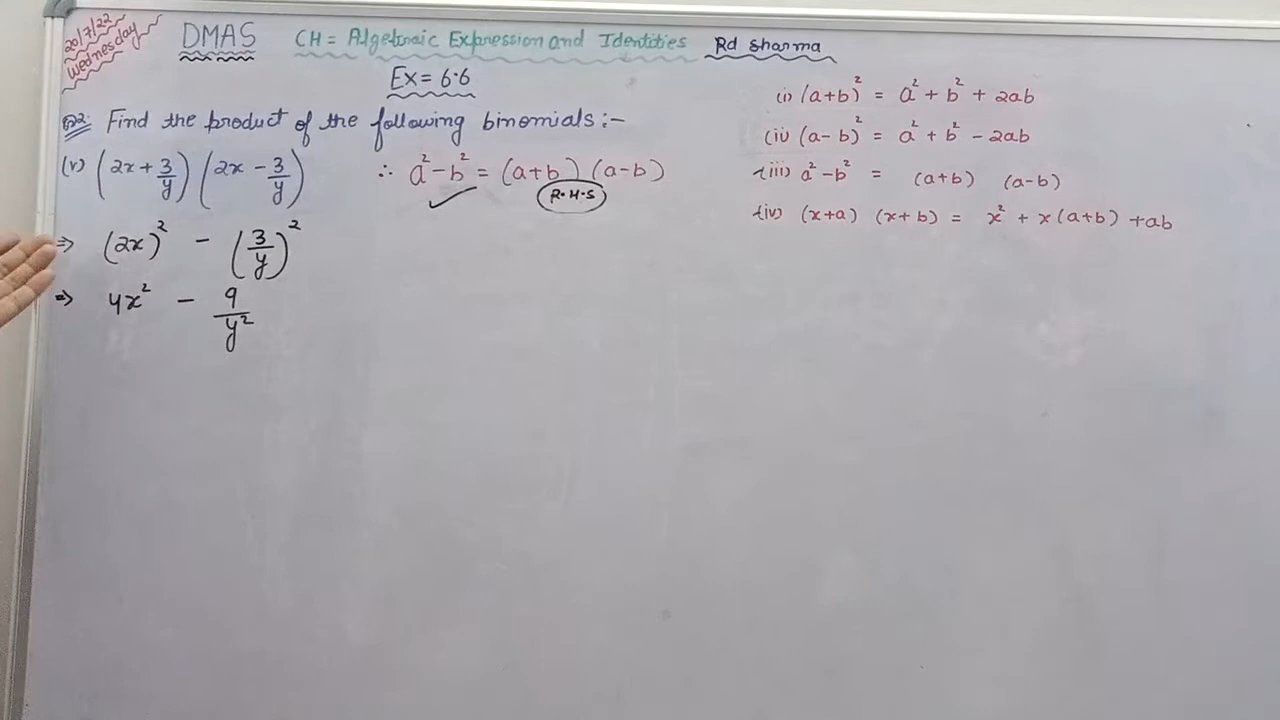 20/7/22
Wednesday
DMAS CH = Algebraic Expression and Identities Rd Sharma
Ex = 6.6
Q2. Find the product of the following binomials :-
(v) (2x + 3/y) (2x - 3/y) ∴ a² - b² = (a+b) (a-b)
R.H.S
⇒ (2x)² - (3/y)²
⇒ 4x² - 9/y²
(i) (a+b)² = a² + b² + 2ab
(ii) (a-b)² = a² + b² - 2ab
(iii) a² - b² = (a+b) (a-b)
(iv) (x+a) (x+b) = x² + x(a+b) + ab